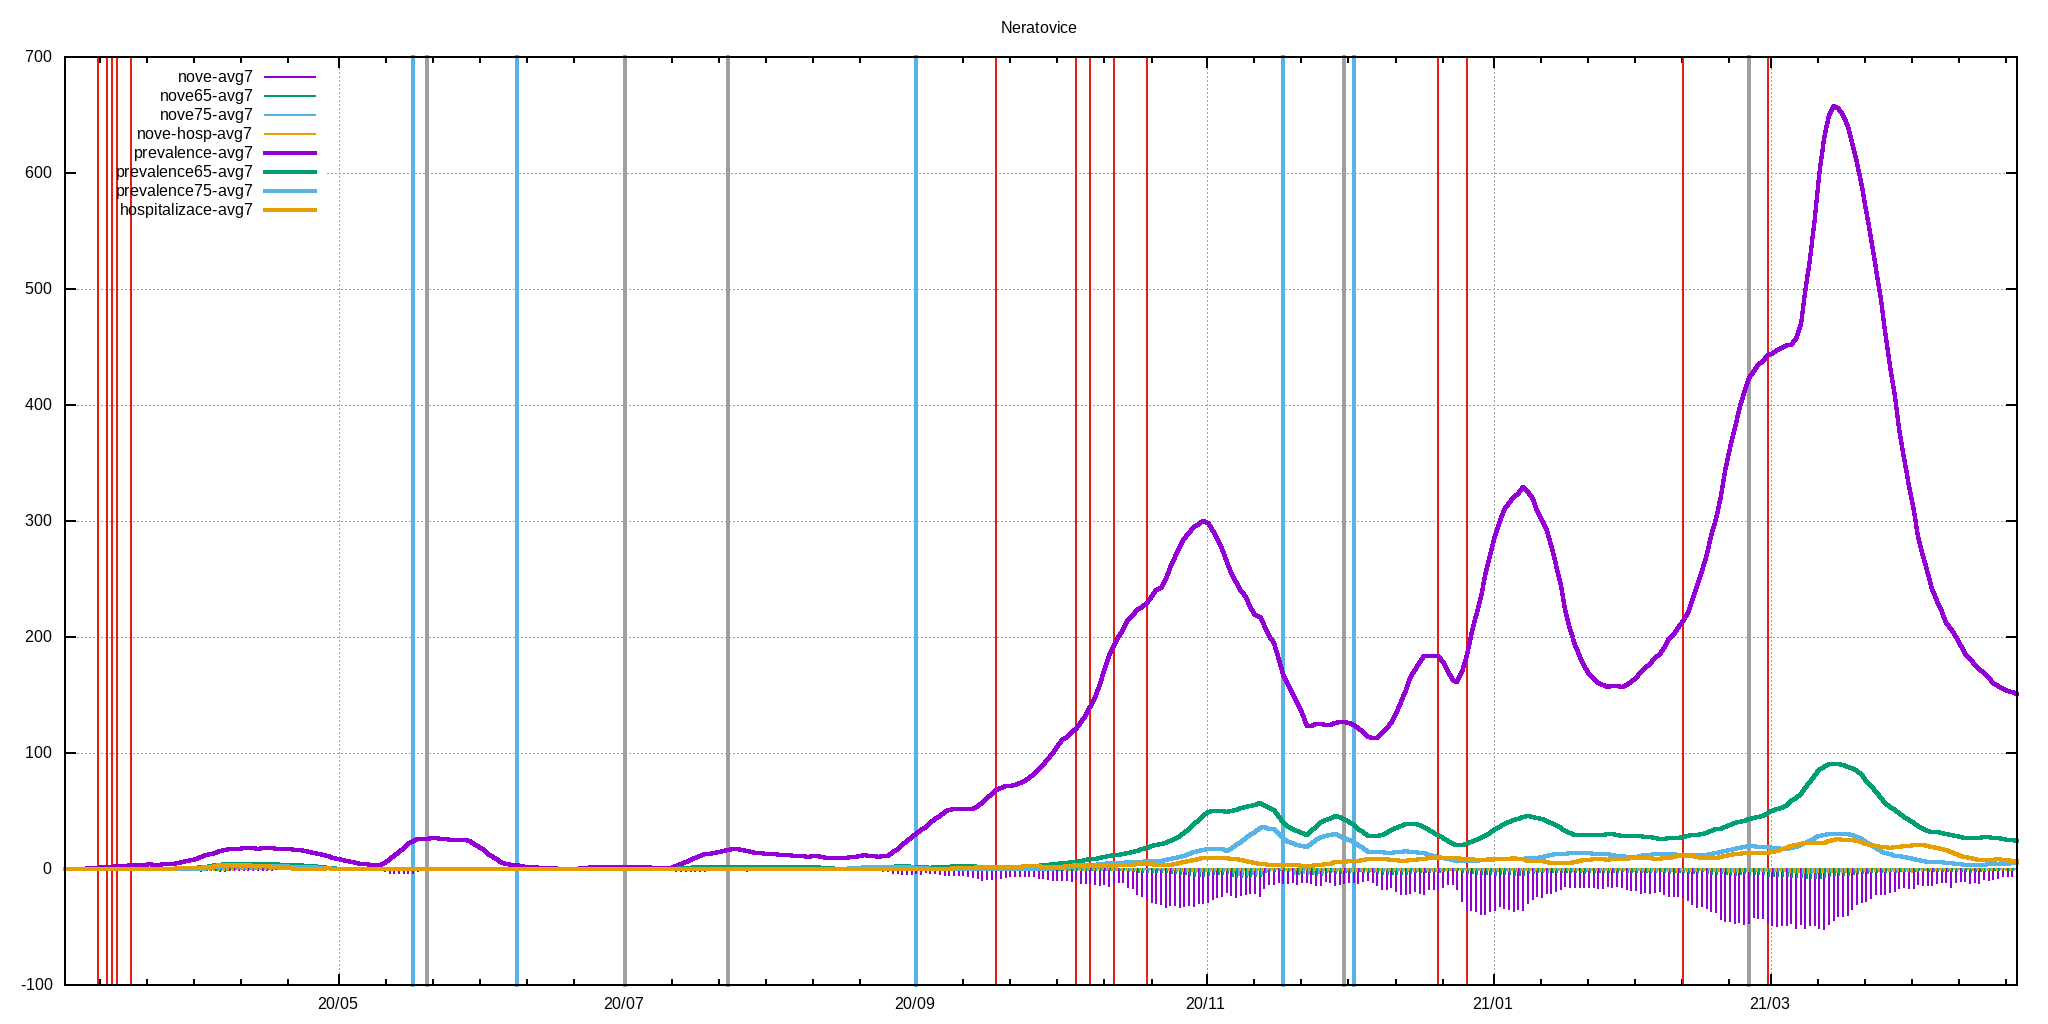 Neratovice
700
600
500
400
300
200
100
0
-100
nove-avg7
nove65-avg7
nove75-avg7
nove-hosp-avg7
prevalence-avg7
prevalence65-avg7
prevalence75-avg7
hospitalizace-avg7
20/05 20/07 20/09 20/11 21/01 21/03